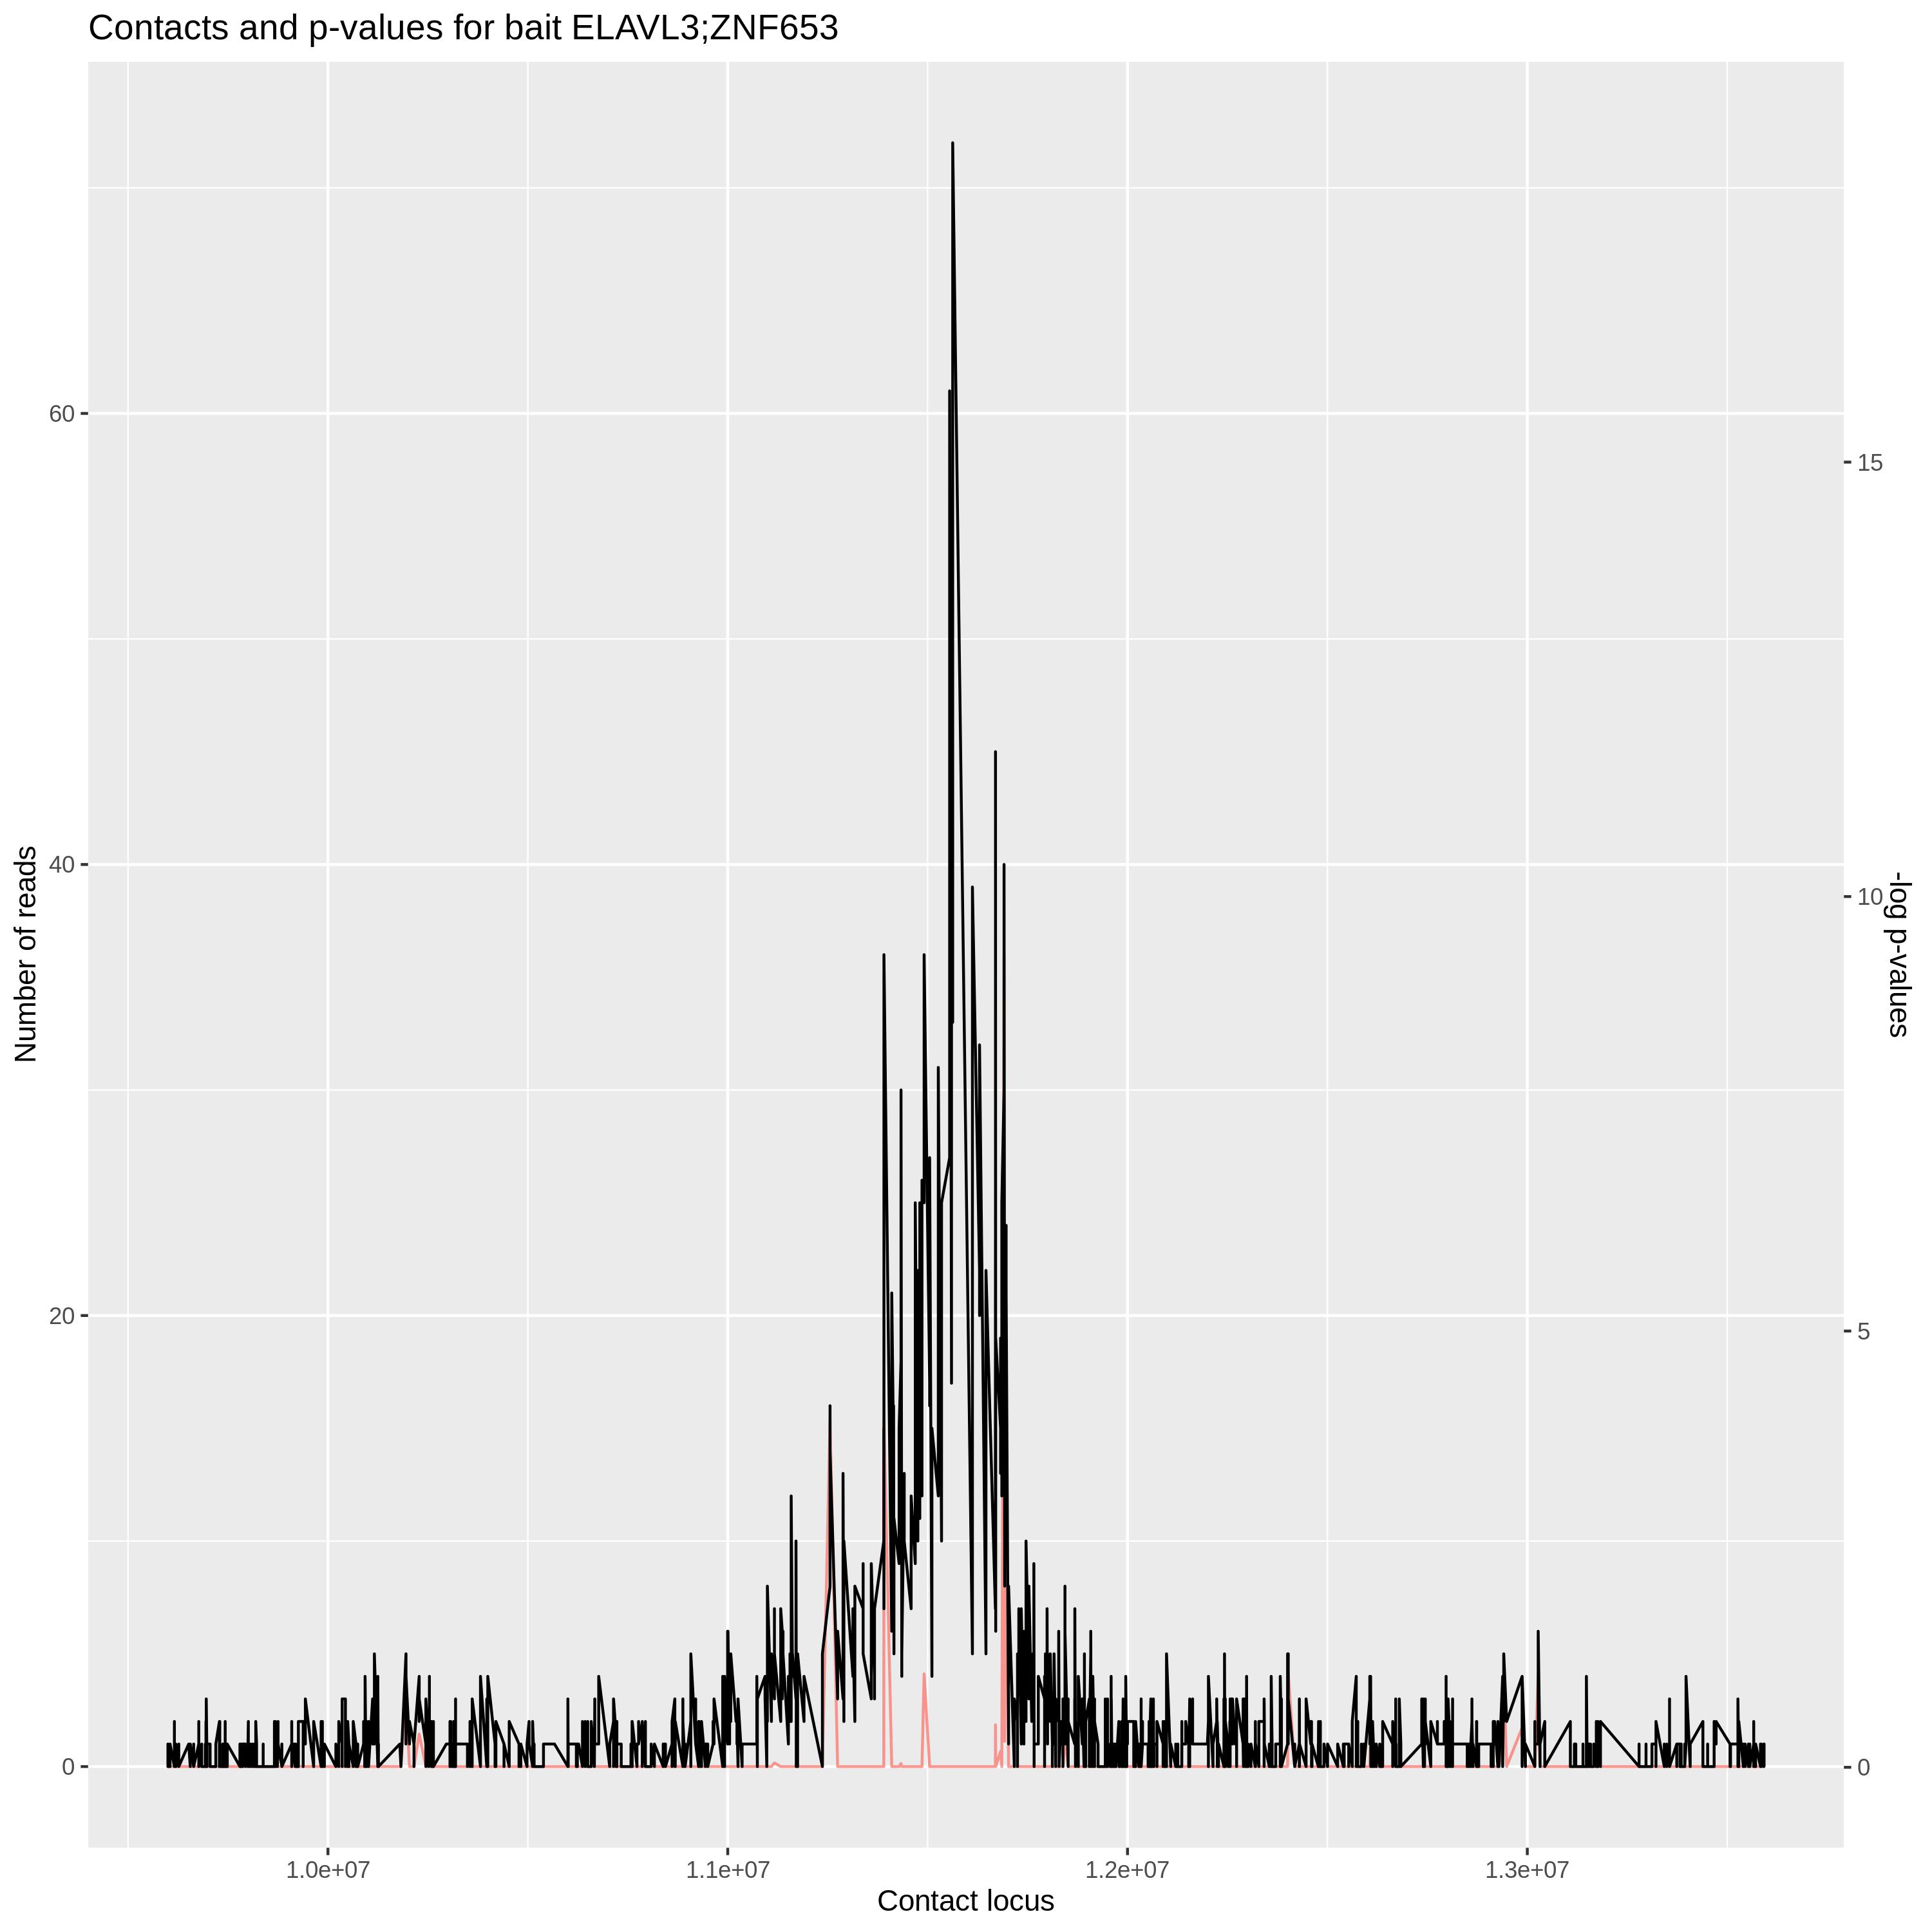 Contacts and p-values for bait ELAVL3;ZNF653
60
40
20
0
Number of reads
15
10
5
0
-log p-values
1.0e+07
1.1e+07
1.2e+07
1.3e+07
Contact locus